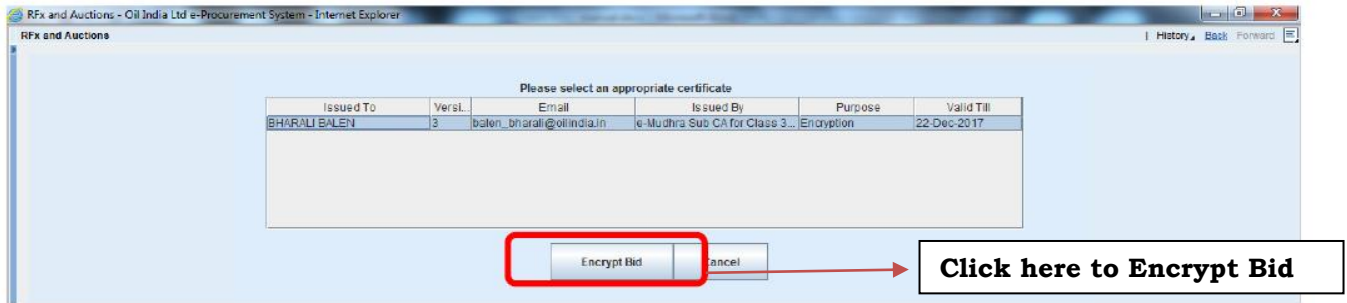 RFx and Auctions - Oil India Ltd e-Procurement System - Internet Explorer
RFx and Auctions | History Back Forward
Please select an appropriate certificate
Issued To Versi... Email Issued By Purpose Valid Till
BHARALI BALEN 3 balen_bharali@oilindia.in e-Mudhra Sub CA for Class 3... Encryption 22-Dec-2017
Encrypt Bid Cancel
Click here to Encrypt Bid